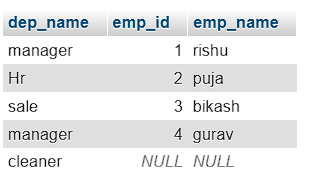 dep_name emp_id emp_name
manager 1 rishu
Hr 2 puja
sale 3 bikash
manager 4 gurav
cleaner NULL NULL